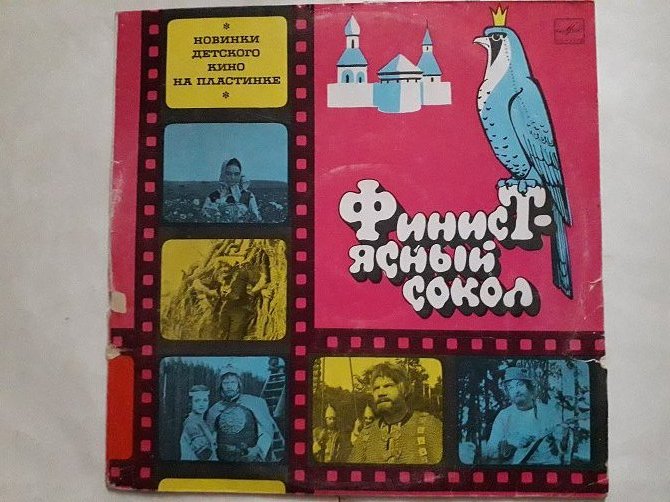 НОВИНКИ
ДЕТСКОГО
КИНО
НА ПЛАСТИНКЕ
ФИНИСТ-
ЯСНЫЙ
СОКОЛ